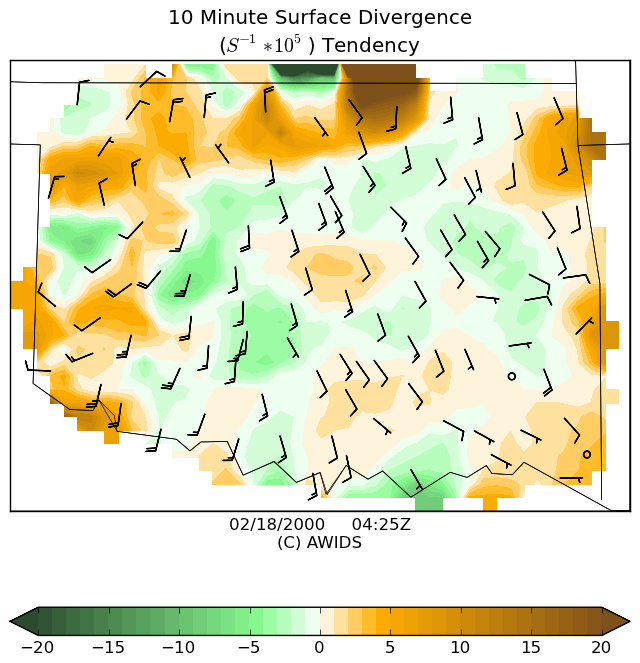 10 Minute Surface Divergence
(S⁻¹ *10⁵ ) Tendency
02/18/2000 04:25Z
(C) AWIDS
−20 −15 −10 −5 0 5 10 15 20